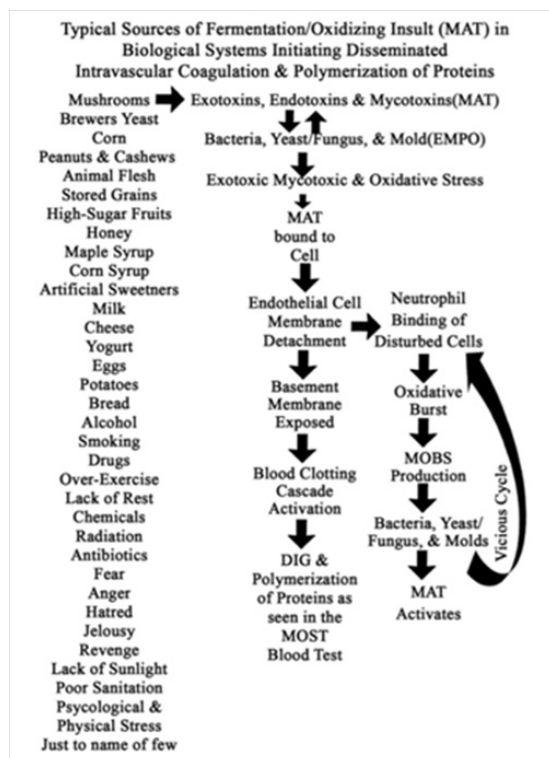 Typical Sources of Fermentation/Oxidizing Insult (MAT) in
Biological Systems Initiating Disseminated
Intravascular Coagulation & Polymerization of Proteins
Mushrooms
Brewers Yeast
Corn
Peanuts & Cashews
Animal Flesh
Stored Grains
High-Sugar Fruits
Honey
Maple Syrup
Corn Syrup
Artificial Sweetners
Milk
Cheese
Yogurt
Eggs
Potatoes
Bread
Alcohol
Smoking
Drugs
Over-Exercise
Lack of Rest
Chemicals
Radiation
Antibiotics
Fear
Anger
Hatred
Jelousy
Revenge
Lack of Sunlight
Poor Sanitation
Psycological &
Physical Stress
Just to name of few
Exotoxins, Endotoxins & Mycotoxins(MAT)
Bacteria, Yeast/Fungus, & Mold(EMPO)
Exotoxic Mycotoxic & Oxidative Stress
MAT
bound to
Cell
Endothelial Cell
Membrane
Detachment
Basement
Membrane
Exposed
Blood Clotting
Cascade
Activation
DIG &
Polymerization
of Proteins as
seen in the
MOST
Blood Test
Neutrophil
Binding of
Disturbed Cells
Oxidative
Burst
MOBS
Production
Bacteria, Yeast/
Fungus, & Molds
MAT
Activates
Vicious Cycle